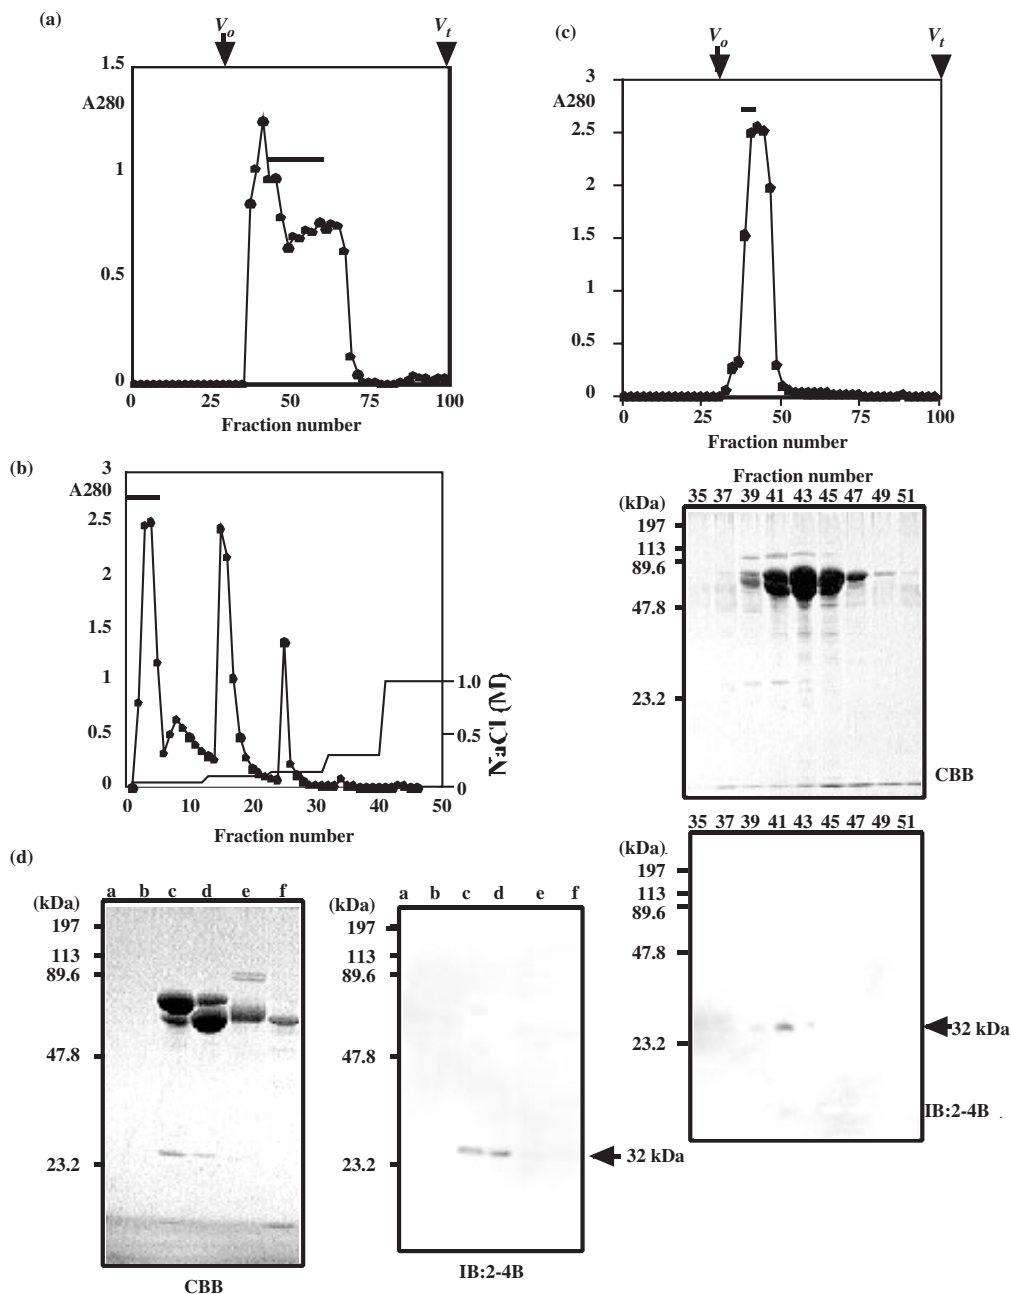 (a)
Vo
Vt
1.5
A280
1
0.5
0
0 25 50 75 100
Fraction number
(c)
Vo
Vt
3
A280
2.5
2
1.5
1
0.5
0
0 25 50 75 100
Fraction number
(b)
3
A280
2.5
2
1.5
1
0.5
0
1.0
0.5
0
NaCl (M)
0 10 20 30 40 50
Fraction number
Fraction number
35 37 39 41 43 45 47 49 51
(kDa)
197
113
89.6
47.8
23.2
CBB
35 37 39 41 43 45 47 49 51
(kDa)
197
113
89.6
47.8
23.2
32 kDa
IB:2-4B
(d)
a b c d e f
(kDa)
197
113
89.6
47.8
23.2
CBB
a b c d e f
(kDa)
197
113
89.6
47.8
23.2
32 kDa
IB:2-4B